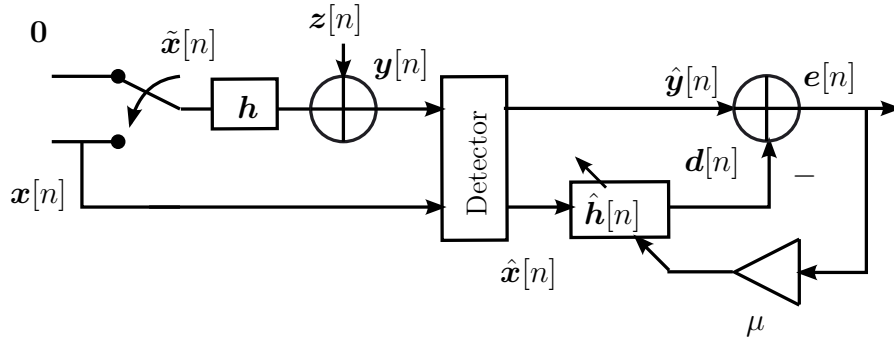 0
z[n]
x̃[n]
y[n]
ŷ[n]
e[n]
h
Detector
d[n]
−
x[n]
ĥ[n]
x̂[n]
μ